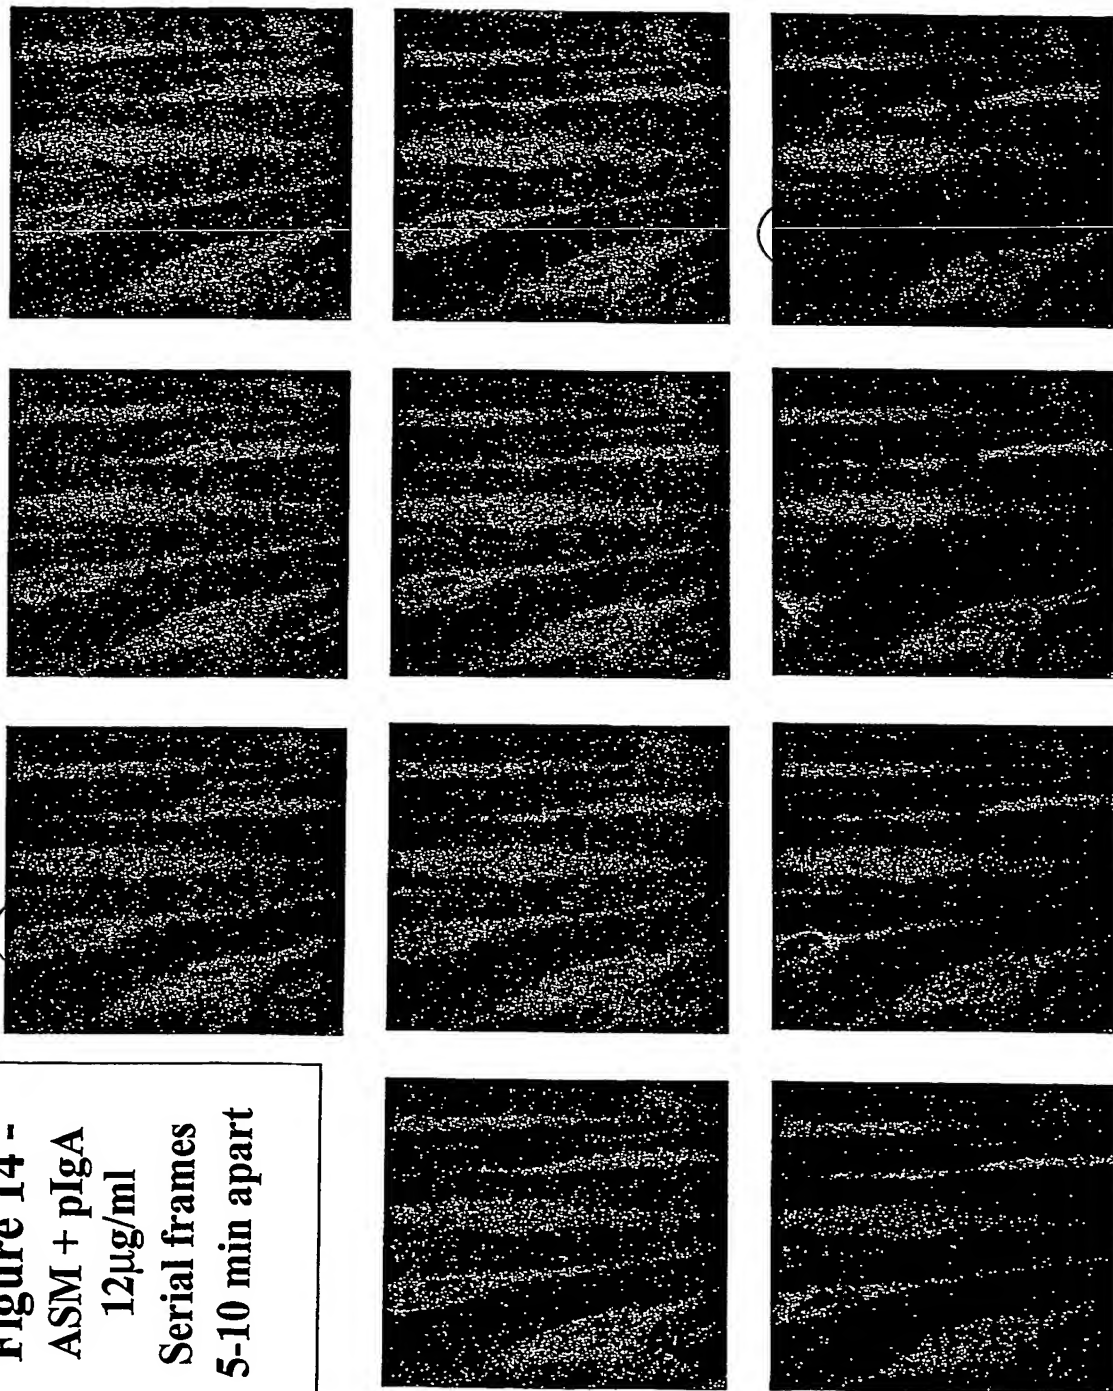 Figure 14 -
ASM + pIgA
12µg/ml
Serial frames
5-10 min apart